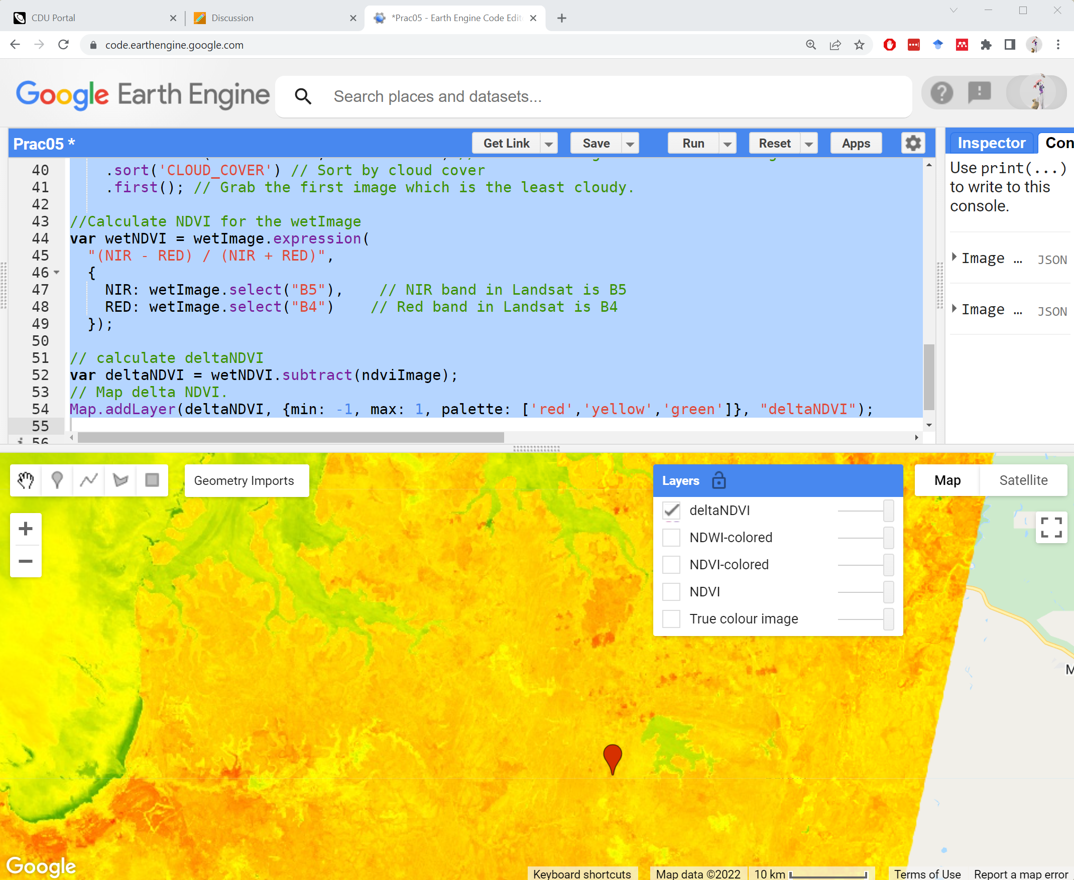 CDU Portal
Discussion
*Prac05 - Earth Engine Code Edit
code.earthengine.google.com
Google Earth Engine
Search places and datasets...
Prac05 *
Get Link
Save
Run
Reset
Apps
Inspector
Con
40 .sort('CLOUD_COVER') // Sort by cloud cover
41 .first(); // Grab the first image which is the least cloudy.
42
43 //Calculate NDVI for the wetImage
44 var wetNDVI = wetImage.expression(
45 "(NIR - RED) / (NIR + RED)",
46 {
47 NIR: wetImage.select("B5"), // NIR band in Landsat is B5
48 RED: wetImage.select("B4") // Red band in Landsat is B4
49 });
50
51 // calculate deltaNDVI
52 var deltaNDVI = wetNDVI.subtract(ndviImage);
53 // Map delta NDVI.
54 Map.addLayer(deltaNDVI, {min: -1, max: 1, palette: ['red','yellow','green']}, "deltaNDVI");
55
56
Use print(...)
to write to this
console.
Image … JSON
Image … JSON
Geometry Imports
Layers
deltaNDVI
NDWI-colored
NDVI-colored
NDVI
True colour image
Map
Satellite
M
Google
Keyboard shortcuts
Map data ©2022
10 km
Terms of Use
Report a map error